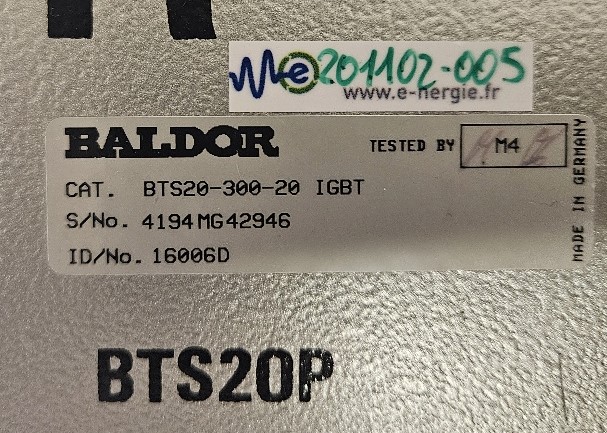 201102-005
www.e-nergie.fr
BALDOR
TESTED BY M4
CAT. BTS20-300-20 IGBT
S/No. 4194MG42946
ID/No. 16006D
MADE IN GERMANY
BTS20P